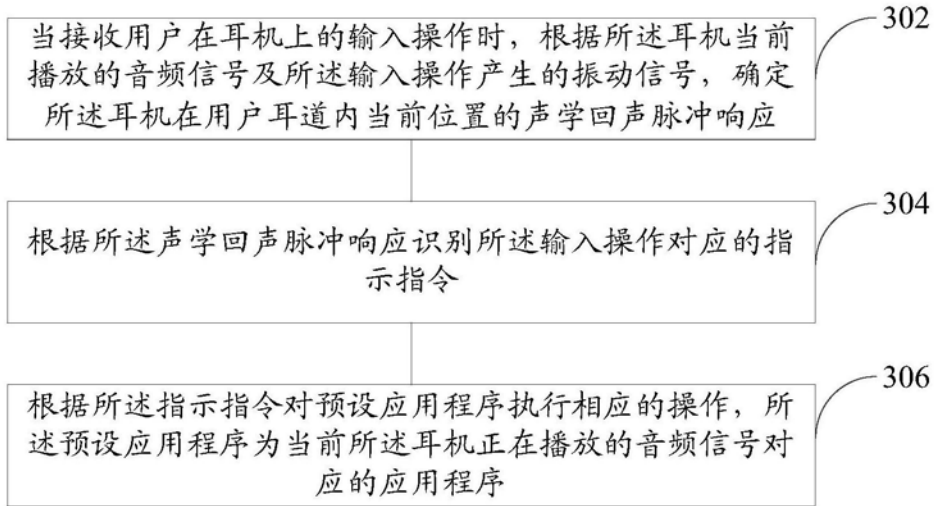 当接收用户在耳机上的输入操作时，根据所述耳机当前
播放的音频信号及所述输入操作产生的振动信号，确定
所述耳机在用户耳道内当前位置的声学回声脉冲响应
302
根据所述声学回声脉冲响应识别所述输入操作对应的指
示指令
304
根据所述指示指令对预设应用程序执行相应的操作，所
述预设应用程序为当前所述耳机正在播放的音频信号对
应的应用程序
306